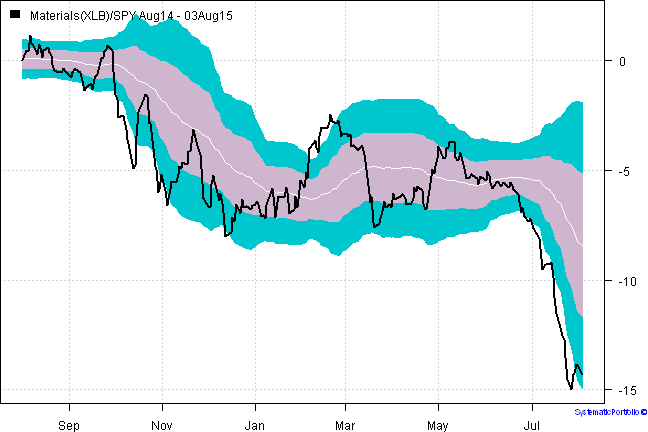 Materials(XLB)/SPY Aug14 - 03Aug15
0
-5
-10
-15
Sep Nov Jan Mar May Jul
SystematicPortfolio ©